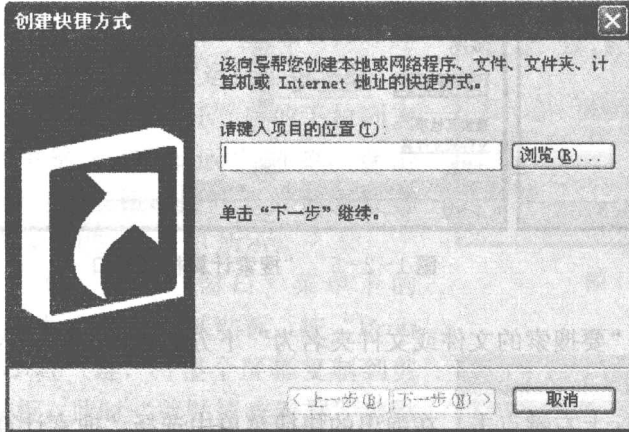 创建快捷方式
该向导帮您创建本地或网络程序、文件、文件夹、计
算机或 Internet 地址的快捷方式。
请键入项目的位置(T):
浏览(R)...
单击“下一步”继续。
< 上一步(B)
下一步(N) >
取消